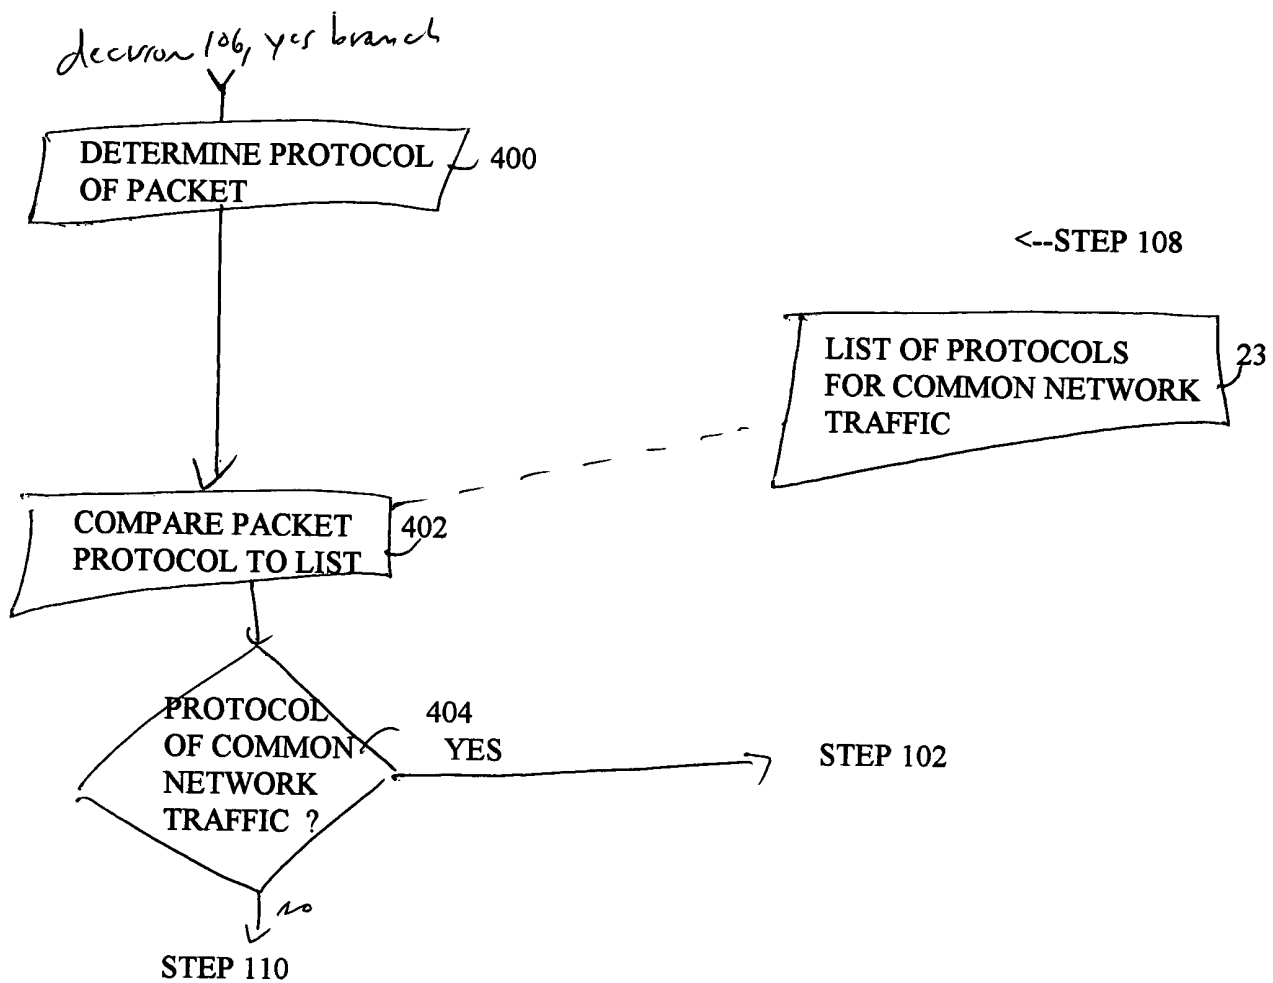 decision 106, yes branch
DETERMINE PROTOCOL
OF PACKET
400
<--STEP 108
LIST OF PROTOCOLS
FOR COMMON NETWORK
TRAFFIC
23
COMPARE PACKET
PROTOCOL TO LIST
402
PROTOCOL
OF COMMON
NETWORK
TRAFFIC ?
404
YES
STEP 102
no
STEP 110